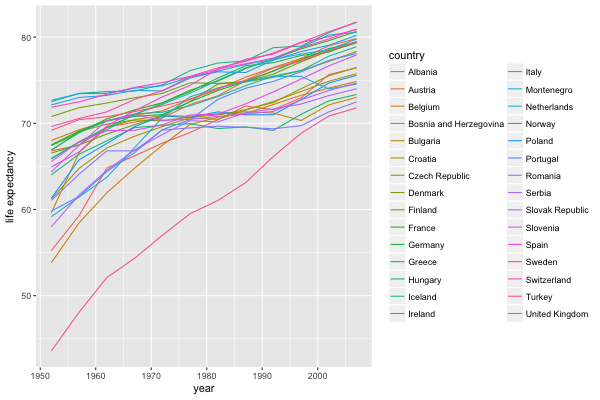 80
70
60
50
1950
1960
1970
1980
1990
2000
year
life expedtancy
country
Albania
Austria
Belgium
Bosnia and Herzegovina
Bulgaria
Croatia
Czech Republic
Denmark
Finland
France
Germany
Greece
Hungary
Iceland
Ireland
Italy
Montenegro
Netherlands
Norway
Poland
Portugal
Romania
Serbia
Slovak Republic
Slovenia
Spain
Sweden
Switzerland
Turkey
United Kingdom